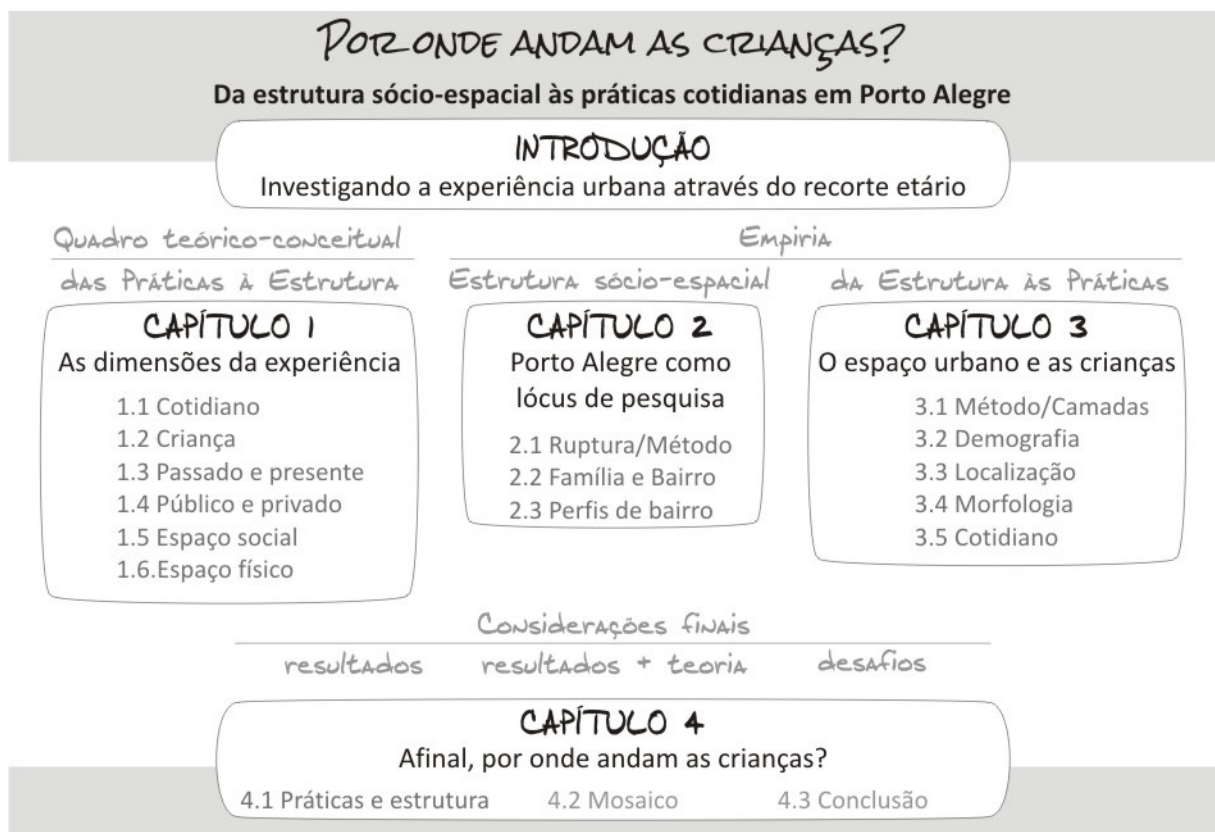 POR ONDE ANDAM AS CRIANÇAS?
Da estrutura sócio-espacial às práticas cotidianas em Porto Alegre
INTRODUÇÃO
Investigando a experiência urbana através do recorte etário
Quadro teórico-conceitual
das Práticas à Estrutura
CAPÍTULO 1
As dimensões da experiência
1.1 Cotidiano
1.2 Criança
1.3 Passado e presente
1.4 Público e privado
1.5 Espaço social
1.6.Espaço físico
Empiria
Estrutura sócio-espacial
CAPÍTULO 2
Porto Alegre como
lócus de pesquisa
2.1 Ruptura/Método
2.2 Família e Bairro
2.3 Perfis de bairro
da Estrutura às Práticas
CAPÍTULO 3
O espaço urbano e as crianças
3.1 Método/Camadas
3.2 Demografia
3.3 Localização
3.4 Morfologia
3.5 Cotidiano
Considerações finais
resultados resultados + teoria desafios
CAPÍTULO 4
Afinal, por onde andam as crianças?
4.1 Práticas e estrutura 4.2 Mosaico 4.3 Conclusão